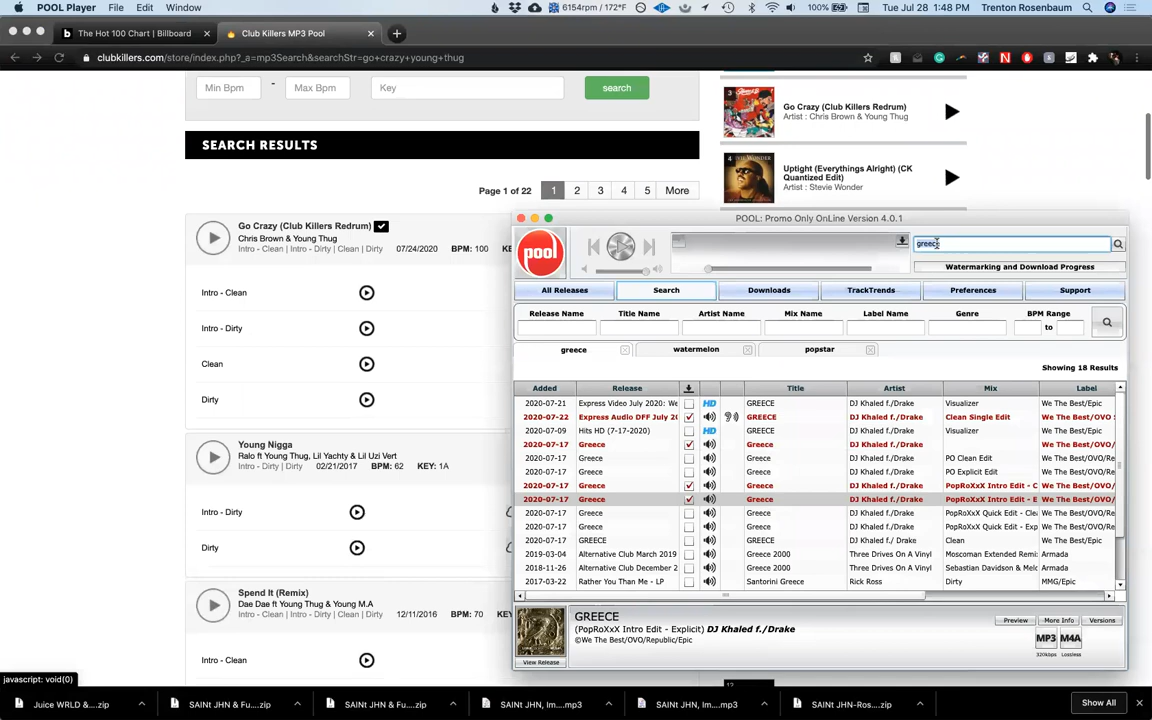 POOL Player File Edit Window 6154rpm / 172°F 100% Tue Jul 28 1:48 PM Trenton Rosenbaum
The Hot 100 Chart | Billboard Club Killers MP3 Pool
clubkillers.com/store/index.php?_a=mp3Search&searchStr=go+crazy+young+thug
Min Bpm - Max Bpm Key search
SEARCH RESULTS
Page 1 of 22 1 2 3 4 5 More
Go Crazy (Club Killers Redrum)
Chris Brown & Young Thug
Intro - Clean | Intro - Dirty | Clean | Dirty 07/24/2020 BPM: 100
Intro - Clean
Intro - Dirty
Clean
Dirty
Young Nigga
Ralo ft Young Thug, Lil Yachty & Lil Uzi Vert
Intro - Dirty | Dirty 02/21/2017 BPM: 62 KEY: 1A
Intro - Dirty
Dirty
Spend It (Remix)
Dae Dae ft Young Thug & Young M.A
Intro - Clean | Intro - Dirty | Clean | Dirty 12/11/2016 BPM: 70
Intro - Clean
3
Go Crazy (Club Killers Redrum)
Artist : Chris Brown & Young Thug
4
Uptight (Everythings Alright) (CK
Quantized Edit)
Artist : Stevie Wonder
POOL: Promo Only OnLine Version 4.0.1
pool
greece
Watermarking and Download Progress
All Releases Search Downloads TrackTrends Preferences Support
Release Name Title Name Artist Name Mix Name Label Name Genre BPM Range
to
greece watermelon popstar
Showing 18 Results
Added Release Title Artist Mix Label
2020-07-21 Express Video July 2020: We HD GREECE DJ Khaled f./Drake Visualizer We The Best/Epic
2020-07-22 Express Audio DFF July 2( GREECE DJ Khaled f./Drake Clean Single Edit We The Best/OVO
2020-07-09 Hits HD (7-17-2020) HD GREECE DJ Khaled f./Drake Visualizer We The Best/Epic
2020-07-17 Greece Greece DJ Khaled f./Drake We The Best/OVO/
2020-07-17 Greece Greece DJ Khaled f./Drake PO Clean Edit We The Best/OVO/Re
2020-07-17 Greece Greece DJ Khaled f./Drake PO Explicit Edit We The Best/OVO/Re
2020-07-17 Greece Greece DJ Khaled f./Drake PopRoXxX Intro Edit - C We The Best/OVO/
2020-07-17 Greece Greece DJ Khaled f./Drake PopRoXxX Intro Edit - E We The Best/OVO/
2020-07-17 Greece Greece DJ Khaled f./Drake PopRoXxX Quick Edit - Clea We The Best/OVO/Re
2020-07-17 Greece Greece DJ Khaled f./Drake PopRoXxX Quick Edit - Exp We The Best/OVO/Re
2020-07-17 GREECE GREECE DJ Khaled f./ Drake Clean We The Best/Epic
2019-03-04 Alternative Club March 2019 Greece 2000 Three Drives On A Vinyl Moscoman Extended Remi Armada
2018-11-26 Alternative Club December 2 Greece 2000 Three Drives On A Vinyl Sebastian Davidson & Melo Armada
2017-03-22 Rather You Than Me - LP Santorini Greece Rick Ross Dirty MMG/Epic
GREECE
(PopRoXxX Intro Edit - Explicit) DJ Khaled f./Drake
©We The Best/OVO/Republic/Epic
View Release
Preview More Info Versions
MP3 M4A
320kbps Lossless
12
javascript: void(0)
Juice WRLD &....zip SAINt JHN & Fu....zip SAINt JHN & Fu....zip SAINt JHN, Im....mp3 SAINt JHN, Im....mp3 SAINt JHN-Ros....zip Show All